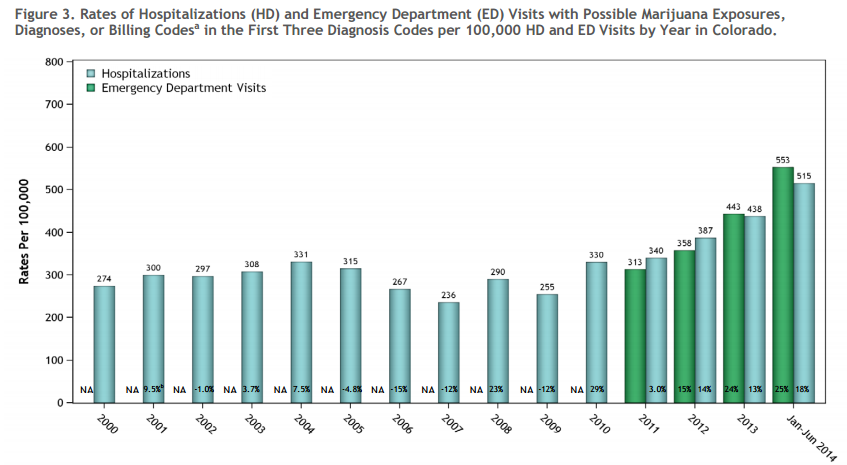 Figure 3. Rates of Hospitalizations (HD) and Emergency Department (ED) Visits with Possible Marijuana Exposures,
Diagnoses, or Billing Codesᵃ in the First Three Diagnosis Codes per 100,000 HD and ED Visits by Year in Colorado.
Hospitalizations
Emergency Department Visits
Rates Per 100,000
800
700
600
500
400
300
200
100
0
274
300
297
308
331
315
267
236
290
255
330
313
340
358
387
443
438
553
515
NA
NA 9.5%ᵇ
NA -1.0%
NA 3.7%
NA 7.5%
NA -4.8%
NA -15%
NA -12%
NA 23%
NA -12%
NA 29%
3.0%
15% 14%
24% 13%
25% 18%
2000
2001
2002
2003
2004
2005
2006
2007
2008
2009
2010
2011
2012
2013
Jan-Jun 2014